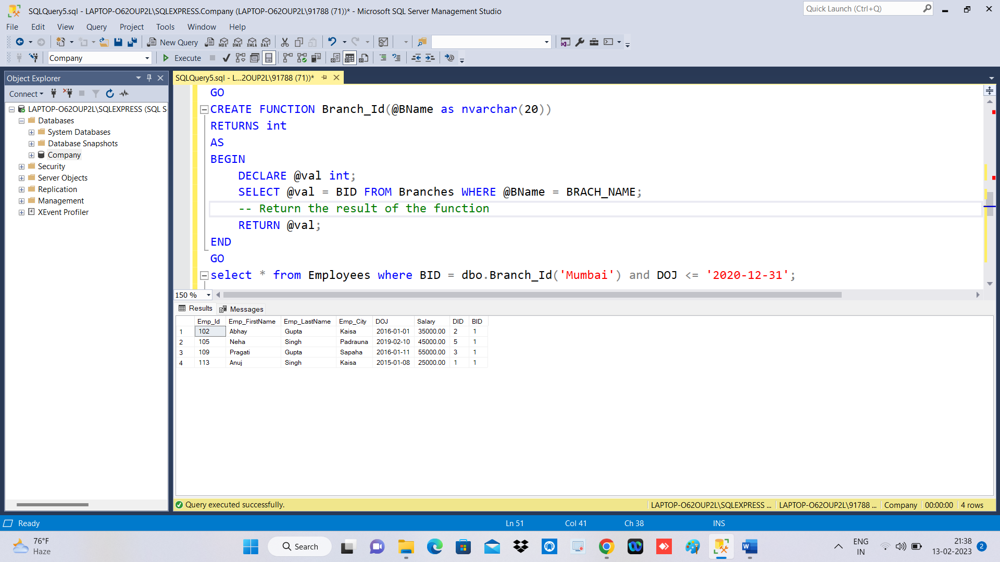 SQLQuery5.sql - LAPTOP-O62OUP2L\SQLEXPRESS.Company (LAPTOP-O62OUP2L\91788 (71))* - Microsoft SQL Server Management Studio
Quick Launch (Ctrl+Q)
File Edit View Query Project Tools Window Help
New Query
MDX DMX XMLA DAX
Company
Execute
Object Explorer
SQLQuery5.sql - L...2OUP2L\91788 (71))*
Connect
LAPTOP-O62OUP2L\SQLEXPRESS (SQL S
Databases
System Databases
Database Snapshots
Company
Security
Server Objects
Replication
Management
XEvent Profiler
GO
CREATE FUNCTION Branch_Id(@BName as nvarchar(20))
RETURNS int
AS
BEGIN
DECLARE @val int;
SELECT @val = BID FROM Branches WHERE @BName = BRACH_NAME;
-- Return the result of the function
RETURN @val;
END
GO
select * from Employees where BID = dbo.Branch_Id('Mumbai') and DOJ <= '2020-12-31';
150 %
Results Messages
Emp_Id Emp_FirstName Emp_LastName Emp_City DOJ Salary DID BID
1 102 Abhay Gupta Kaisa 2016-01-01 35000.00 2 1
2 105 Neha Singh Padrauna 2019-02-10 45000.00 5 1
3 109 Pragati Gupta Sapaha 2016-01-11 55000.00 3 1
4 113 Anuj Singh Kaisa 2015-01-08 25000.00 1 1
Query executed successfully.
LAPTOP-O62OUP2L\SQLEXPRESS ... LAPTOP-O62OUP2L\91788 ... Company 00:00:00 4 rows
Ready
Ln 51 Col 41 Ch 38 INS
76°F
Haze
Search
ENG
IN
21:38
13-02-2023
2